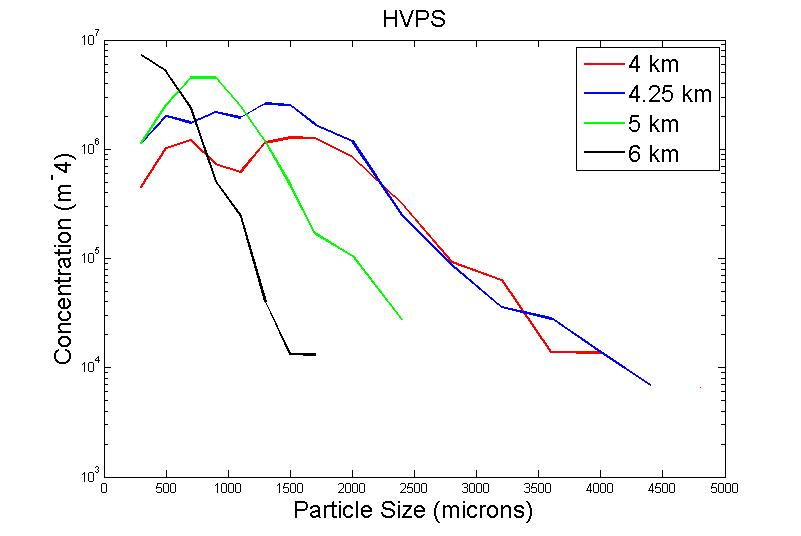 HVPS
10^7
10^6
10^5
10^4
10^3
Concentration (m^-4)
0 500 1000 1500 2000 2500 3000 3500 4000 4500 5000
Particle Size (microns)
4 km
4.25 km
5 km
6 km